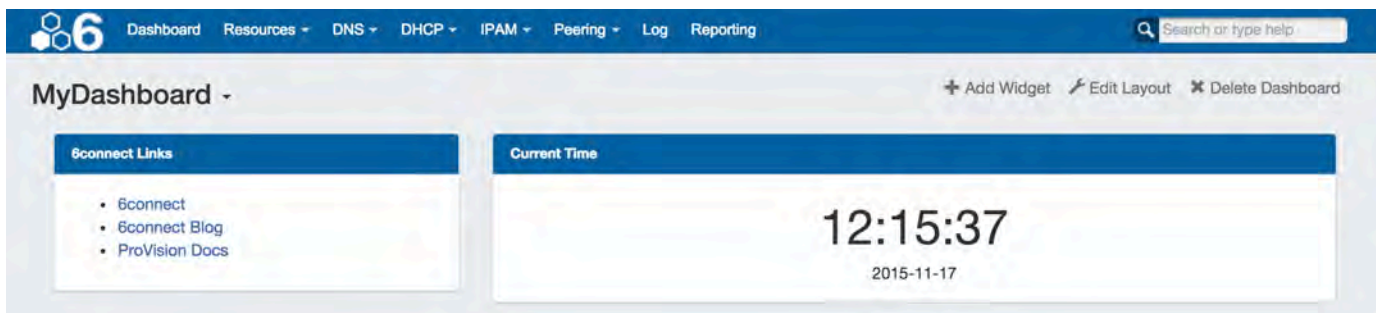 6 Dashboard Resources DNS DHCP IPAM Peering Log Reporting Search or type help
MyDashboard Add Widget Edit Layout Delete Dashboard
6connect Links
6connect
6connect Blog
ProVision Docs
Current Time
12:15:37
2015-11-17